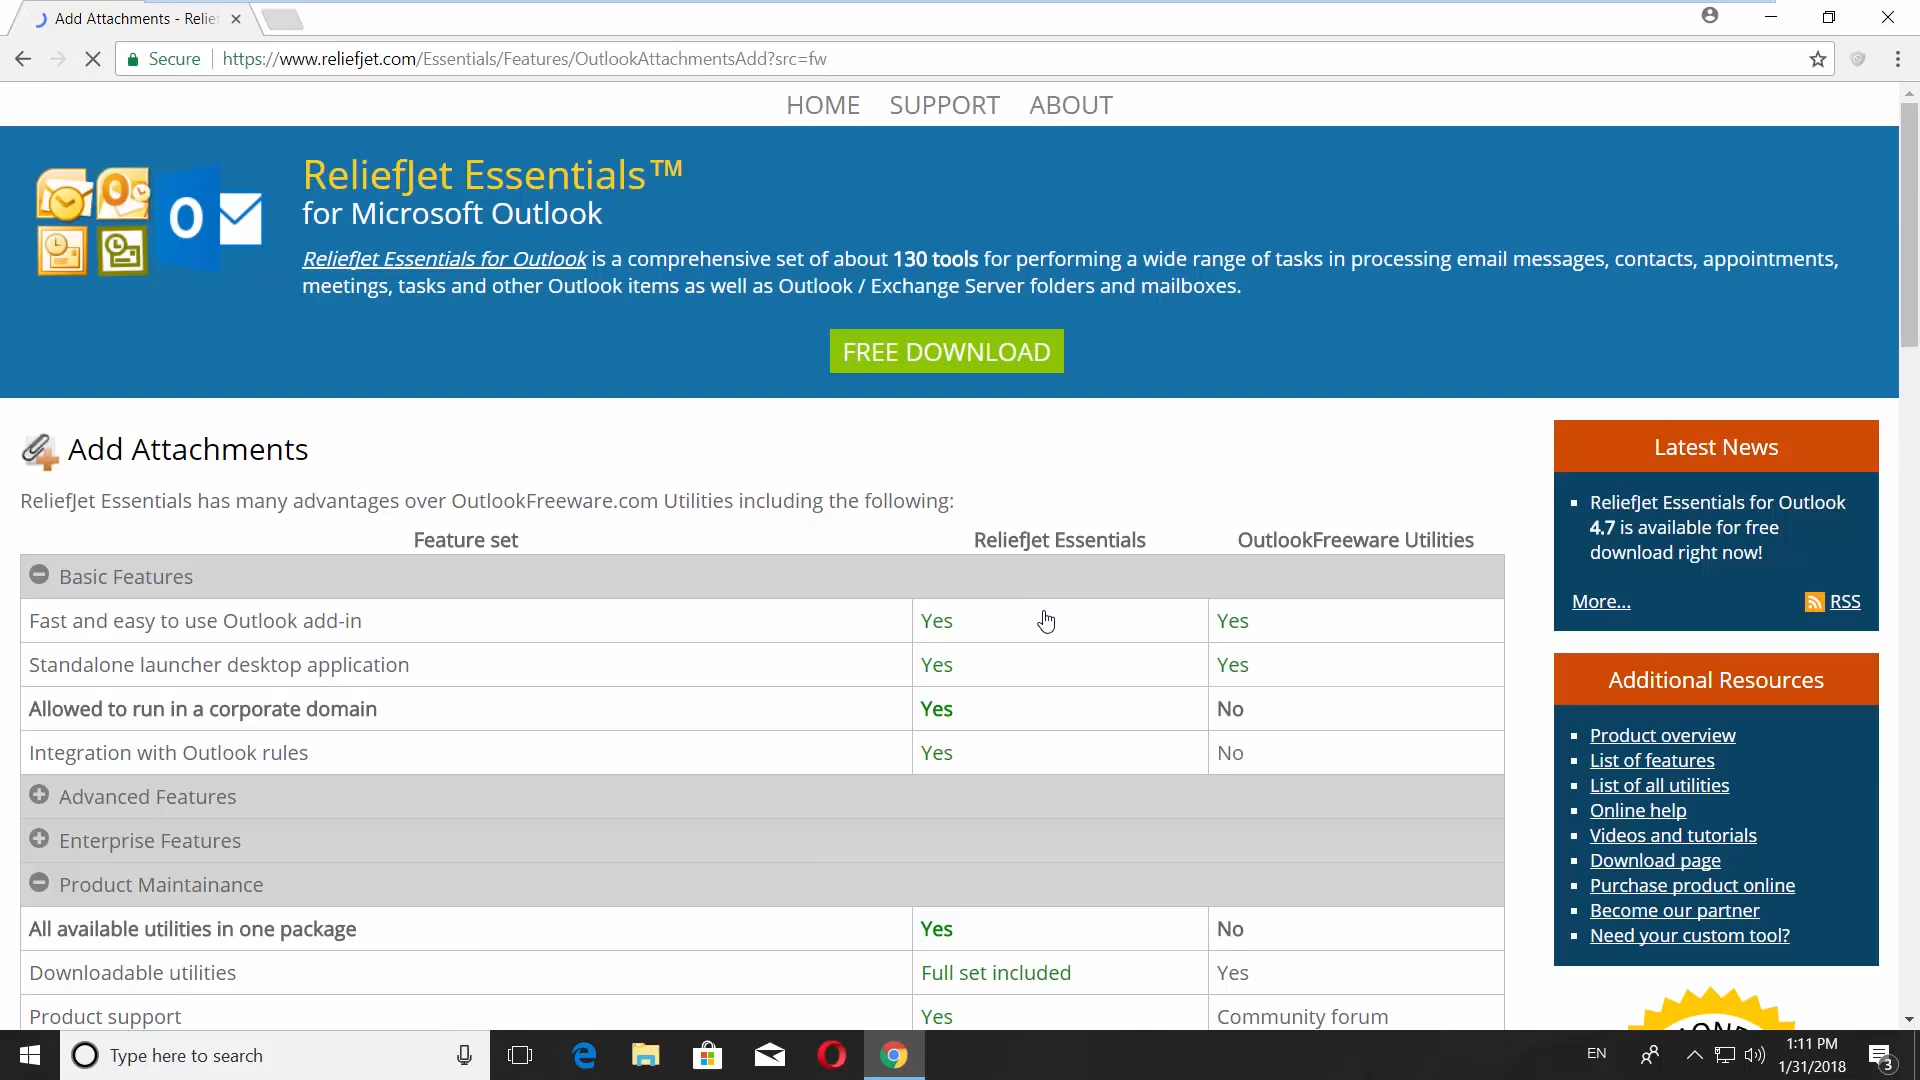 Add Attachments - Relie
Secure
https://www.reliefjet.com/Essentials/Features/OutlookAttachmentsAdd?src=fw
HOME SUPPORT ABOUT
ReliefJet Essentials™
for Microsoft Outlook
ReliefJet Essentials for Outlook is a comprehensive set of about 130 tools for performing a wide range of tasks in processing email messages, contacts, appointments,
meetings, tasks and other Outlook items as well as Outlook / Exchange Server folders and mailboxes.
FREE DOWNLOAD
Add Attachments
ReliefJet Essentials has many advantages over OutlookFreeware.com Utilities including the following:
Feature set ReliefJet Essentials OutlookFreeware Utilities
Basic Features
Fast and easy to use Outlook add-in Yes Yes
Standalone launcher desktop application Yes Yes
Allowed to run in a corporate domain Yes No
Integration with Outlook rules Yes No
Advanced Features
Enterprise Features
Product Maintainance
All available utilities in one package Yes No
Downloadable utilities Full set included Yes
Product support Yes Community forum
Latest News
ReliefJet Essentials for Outlook
4.7 is available for free
download right now!
More... RSS
Additional Resources
Product overview
List of features
List of all utilities
Online help
Videos and tutorials
Download page
Purchase product online
Become our partner
Need your custom tool?
Type here to search
EN
1:11 PM
1/31/2018
3